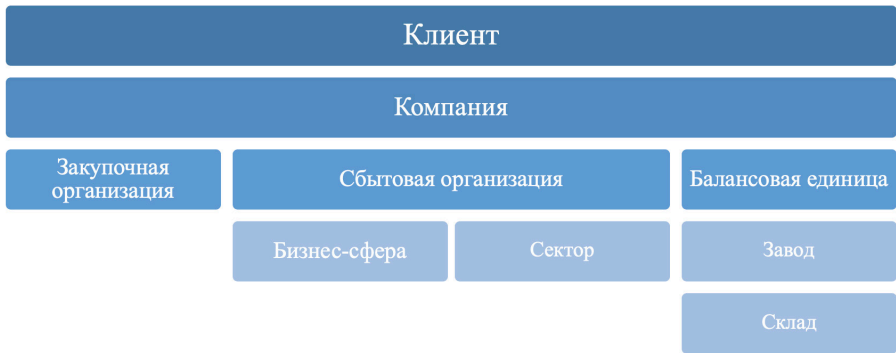 Клиент
Компания
Закупочная
организация
Сбытовая организация
Балансовая единица
Бизнес-сфера
Сектор
Завод
Склад